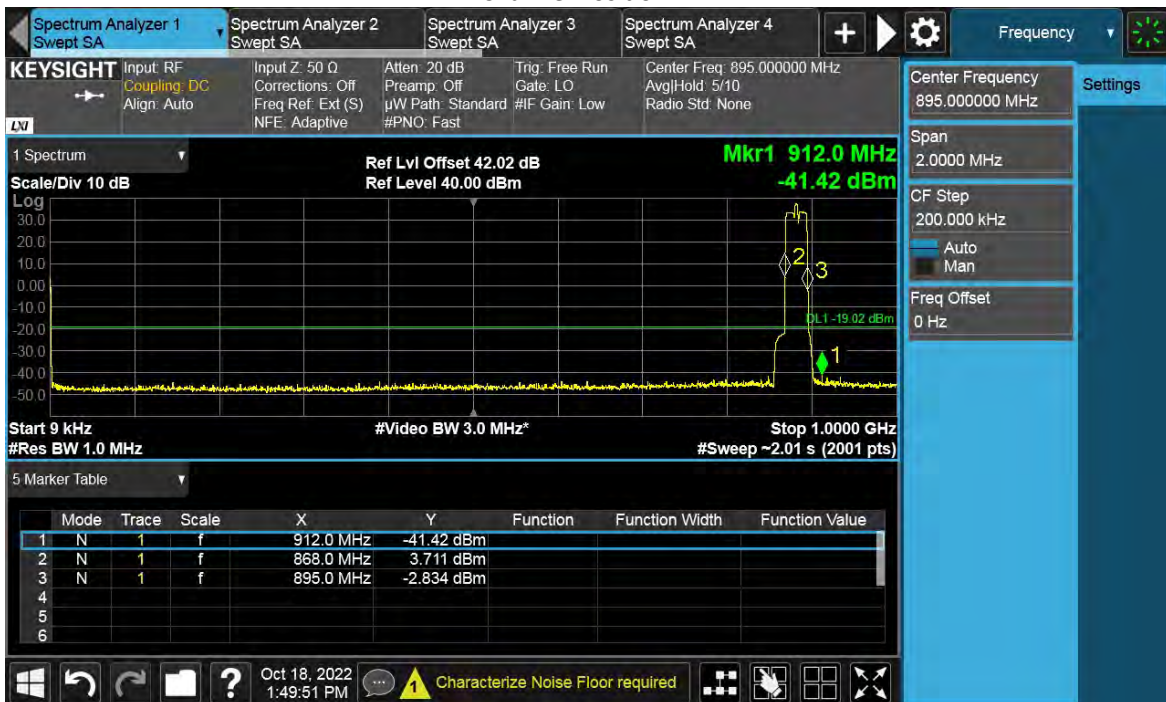 Spectrum Analyzer 1
Swept SA
Spectrum Analyzer 2
Swept SA
Spectrum Analyzer 3
Swept SA
Spectrum Analyzer 4
Swept SA
+
Frequency
KEYSIGHT
LXI
Input: RF
Coupling: DC
Align: Auto
Input Z: 50 Ω
Corrections: Off
Freq Ref: Ext (S)
NFE: Adaptive
Atten: 20 dB
Preamp: Off
µW Path: Standard
#PNO: Fast
Trig: Free Run
Gate: LO
#IF Gain: Low
Center Freq: 895.000000 MHz
Avg|Hold: 5/10
Radio Std: None
Center Frequency
895.000000 MHz
Settings
Span
2.0000 MHz
CF Step
200.000 kHz
Auto
Man
Freq Offset
0 Hz
1 Spectrum
Scale/Div 10 dB
Ref Lvl Offset 42.02 dB
Ref Level 40.00 dBm
Mkr1 912.0 MHz
-41.42 dBm
Log
30.0
20.0
10.0
0.00
-10.0
-20.0
-30.0
-40.0
-50.0
2
3
DL1 -19.02 dBm
1
Start 9 kHz
#Video BW 3.0 MHz*
Stop 1.0000 GHz
#Res BW 1.0 MHz
#Sweep ~2.01 s (2001 pts)
5 Marker Table
Mode Trace Scale X Y Function Function Width Function Value
1 N 1 f 912.0 MHz -41.42 dBm
2 N 1 f 868.0 MHz 3.711 dBm
3 N 1 f 895.0 MHz -2.834 dBm
4
5
6
?
Oct 18, 2022
1:49:51 PM
1
Characterize Noise Floor required